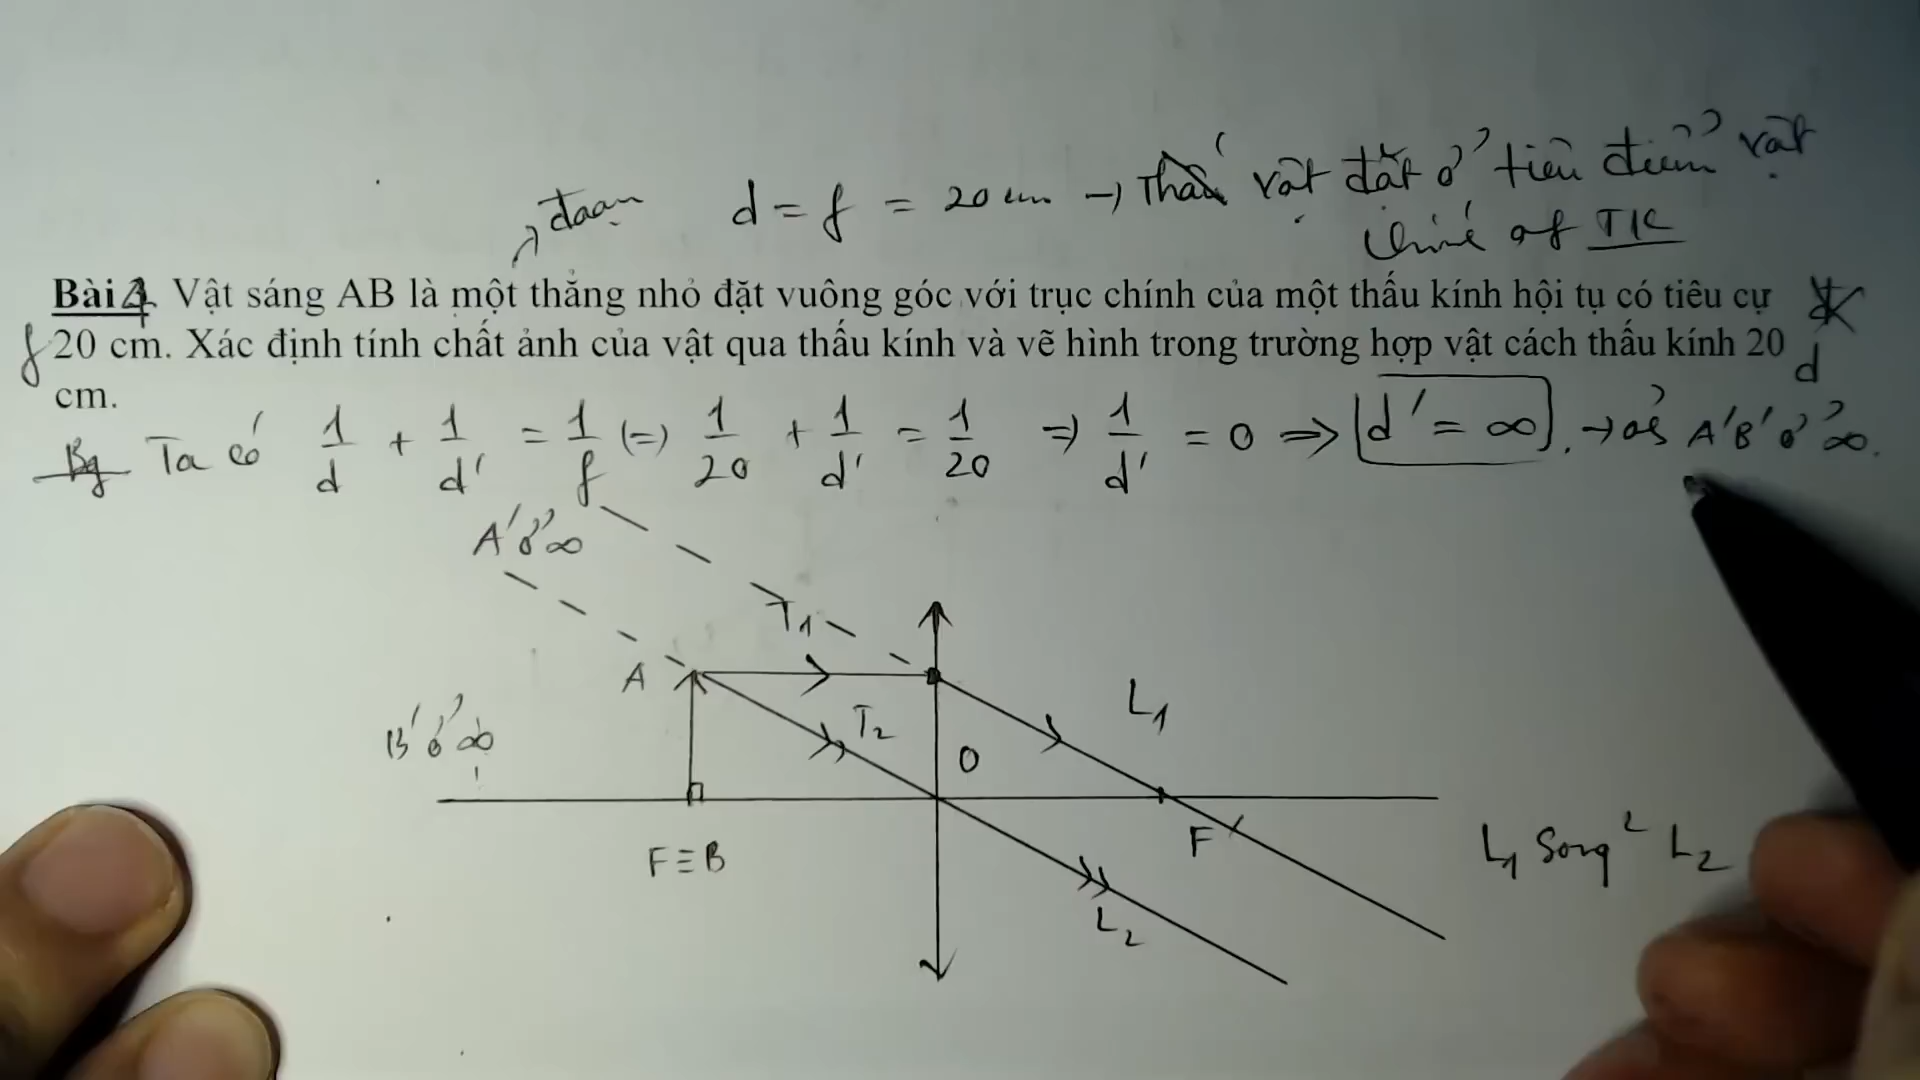 đoạn d = f = 20 cm → vật đặt ở tiêu điểm vật
chính of TK
Bài 4. Vật sáng AB là một thẳng nhỏ đặt vuông góc với trục chính của một thấu kính hội tụ có tiêu cự
f 20 cm. Xác định tính chất ảnh của vật qua thấu kính và vẽ hình trong trường hợp vật cách thấu kính 20 d
cm.
Bg Ta có 1/d + 1/d' = 1/f (=) 1/20 + 1/d' = 1/20 => 1/d' = 0 => d' = ∞. → ả A'B' ở ∞.
A' ở ∞
T1
A
L1
T2
B' ở ∞
O
F'
L1 Song² L2
F ≡ B
L2